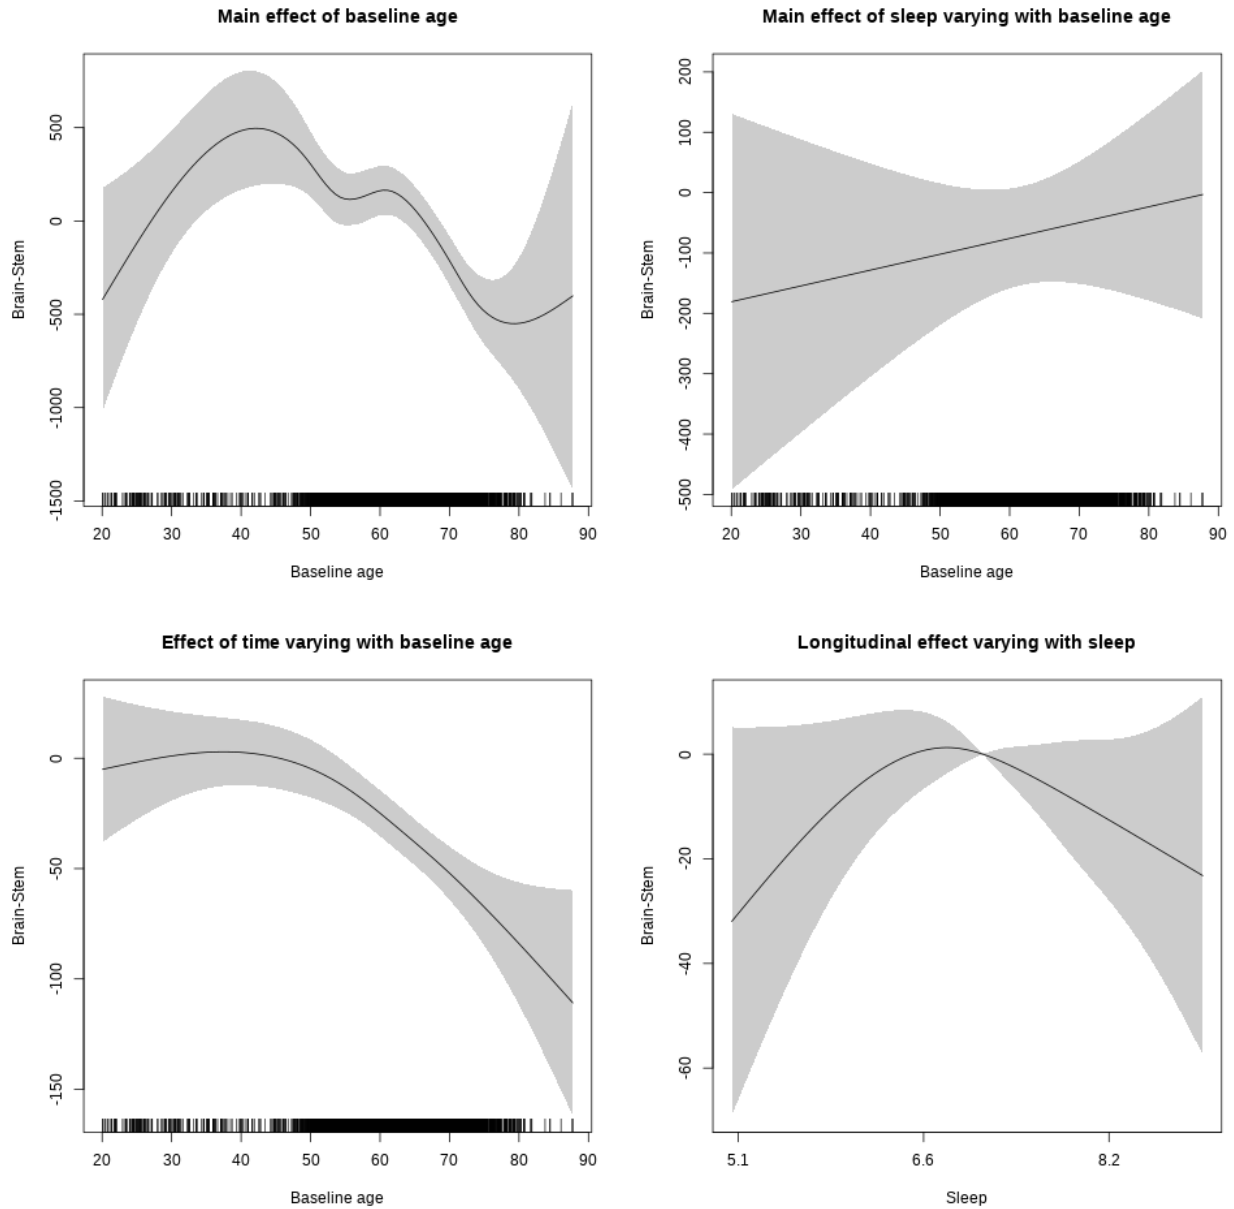 Main effect of baseline age
Brain-Stem
500
0
-500
-1000
-1500
20 30 40 50 60 70 80 90
Baseline age
Main effect of sleep varying with baseline age
Brain-Stem
200
100
0
-100
-200
-300
-400
-500
20 30 40 50 60 70 80 90
Baseline age
Effect of time varying with baseline age
Brain-Stem
0
-50
-100
-150
20 30 40 50 60 70 80 90
Baseline age
Longitudinal effect varying with sleep
Brain-Stem
0
-20
-40
-60
5.1 6.6 8.2
Sleep